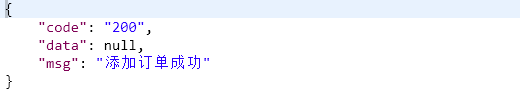 {
    "code": "200",
    "data": null,
    "msg": "添加订单成功"
}